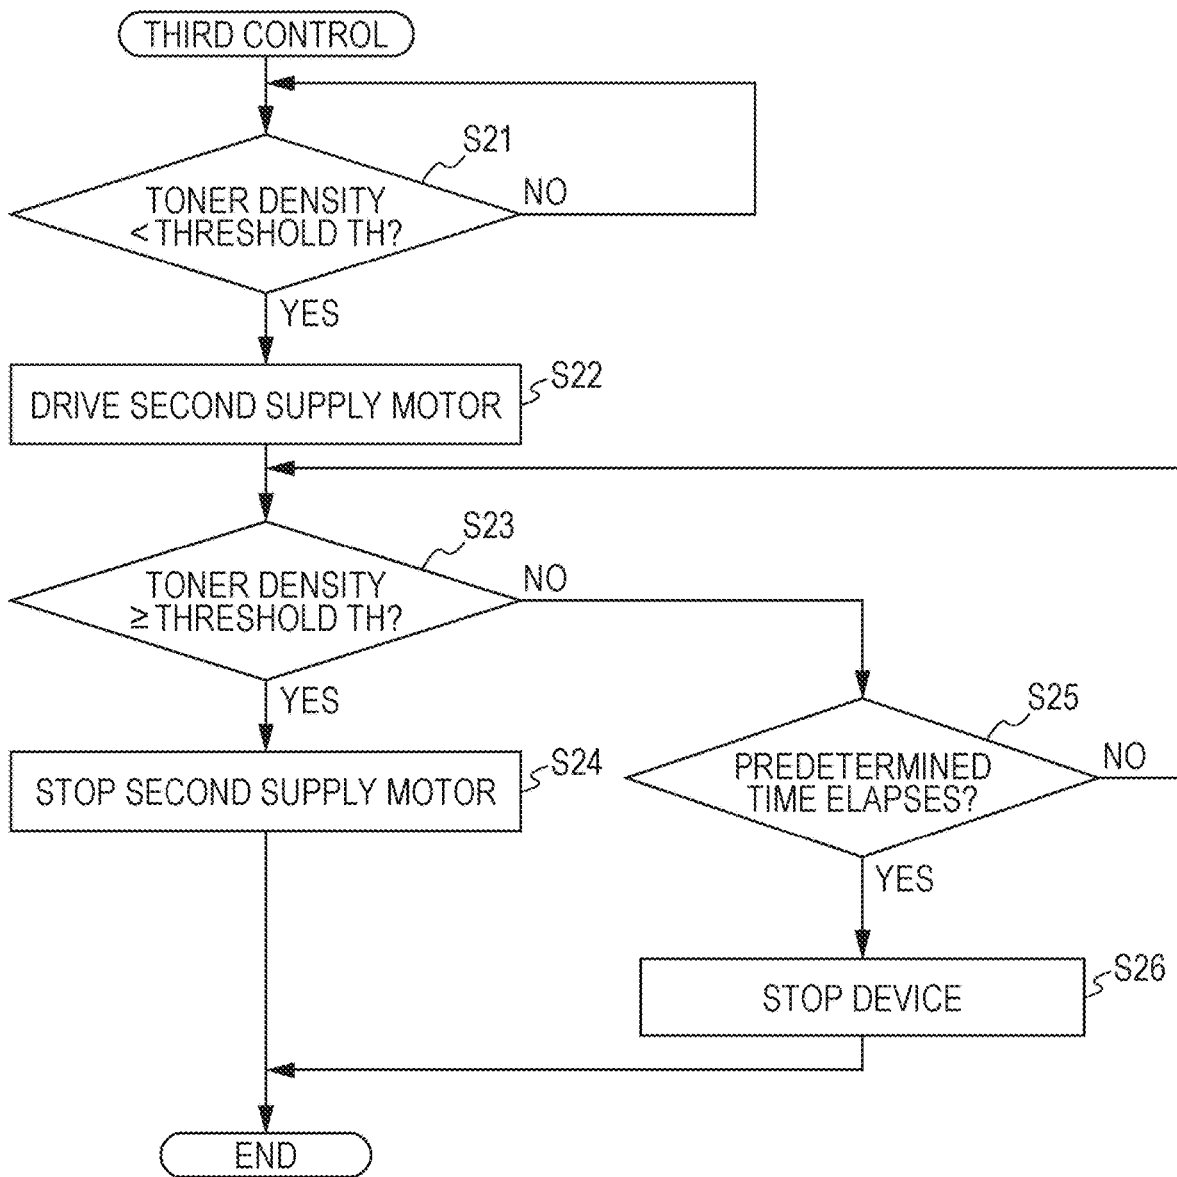 THIRD CONTROL
S21
TONER DENSITY
< THRESHOLD TH?
NO
YES
S22
DRIVE SECOND SUPPLY MOTOR
S23
TONER DENSITY
≥ THRESHOLD TH?
NO
YES
S24
STOP SECOND SUPPLY MOTOR
S25
PREDETERMINED
TIME ELAPSES?
NO
YES
S26
STOP DEVICE
END